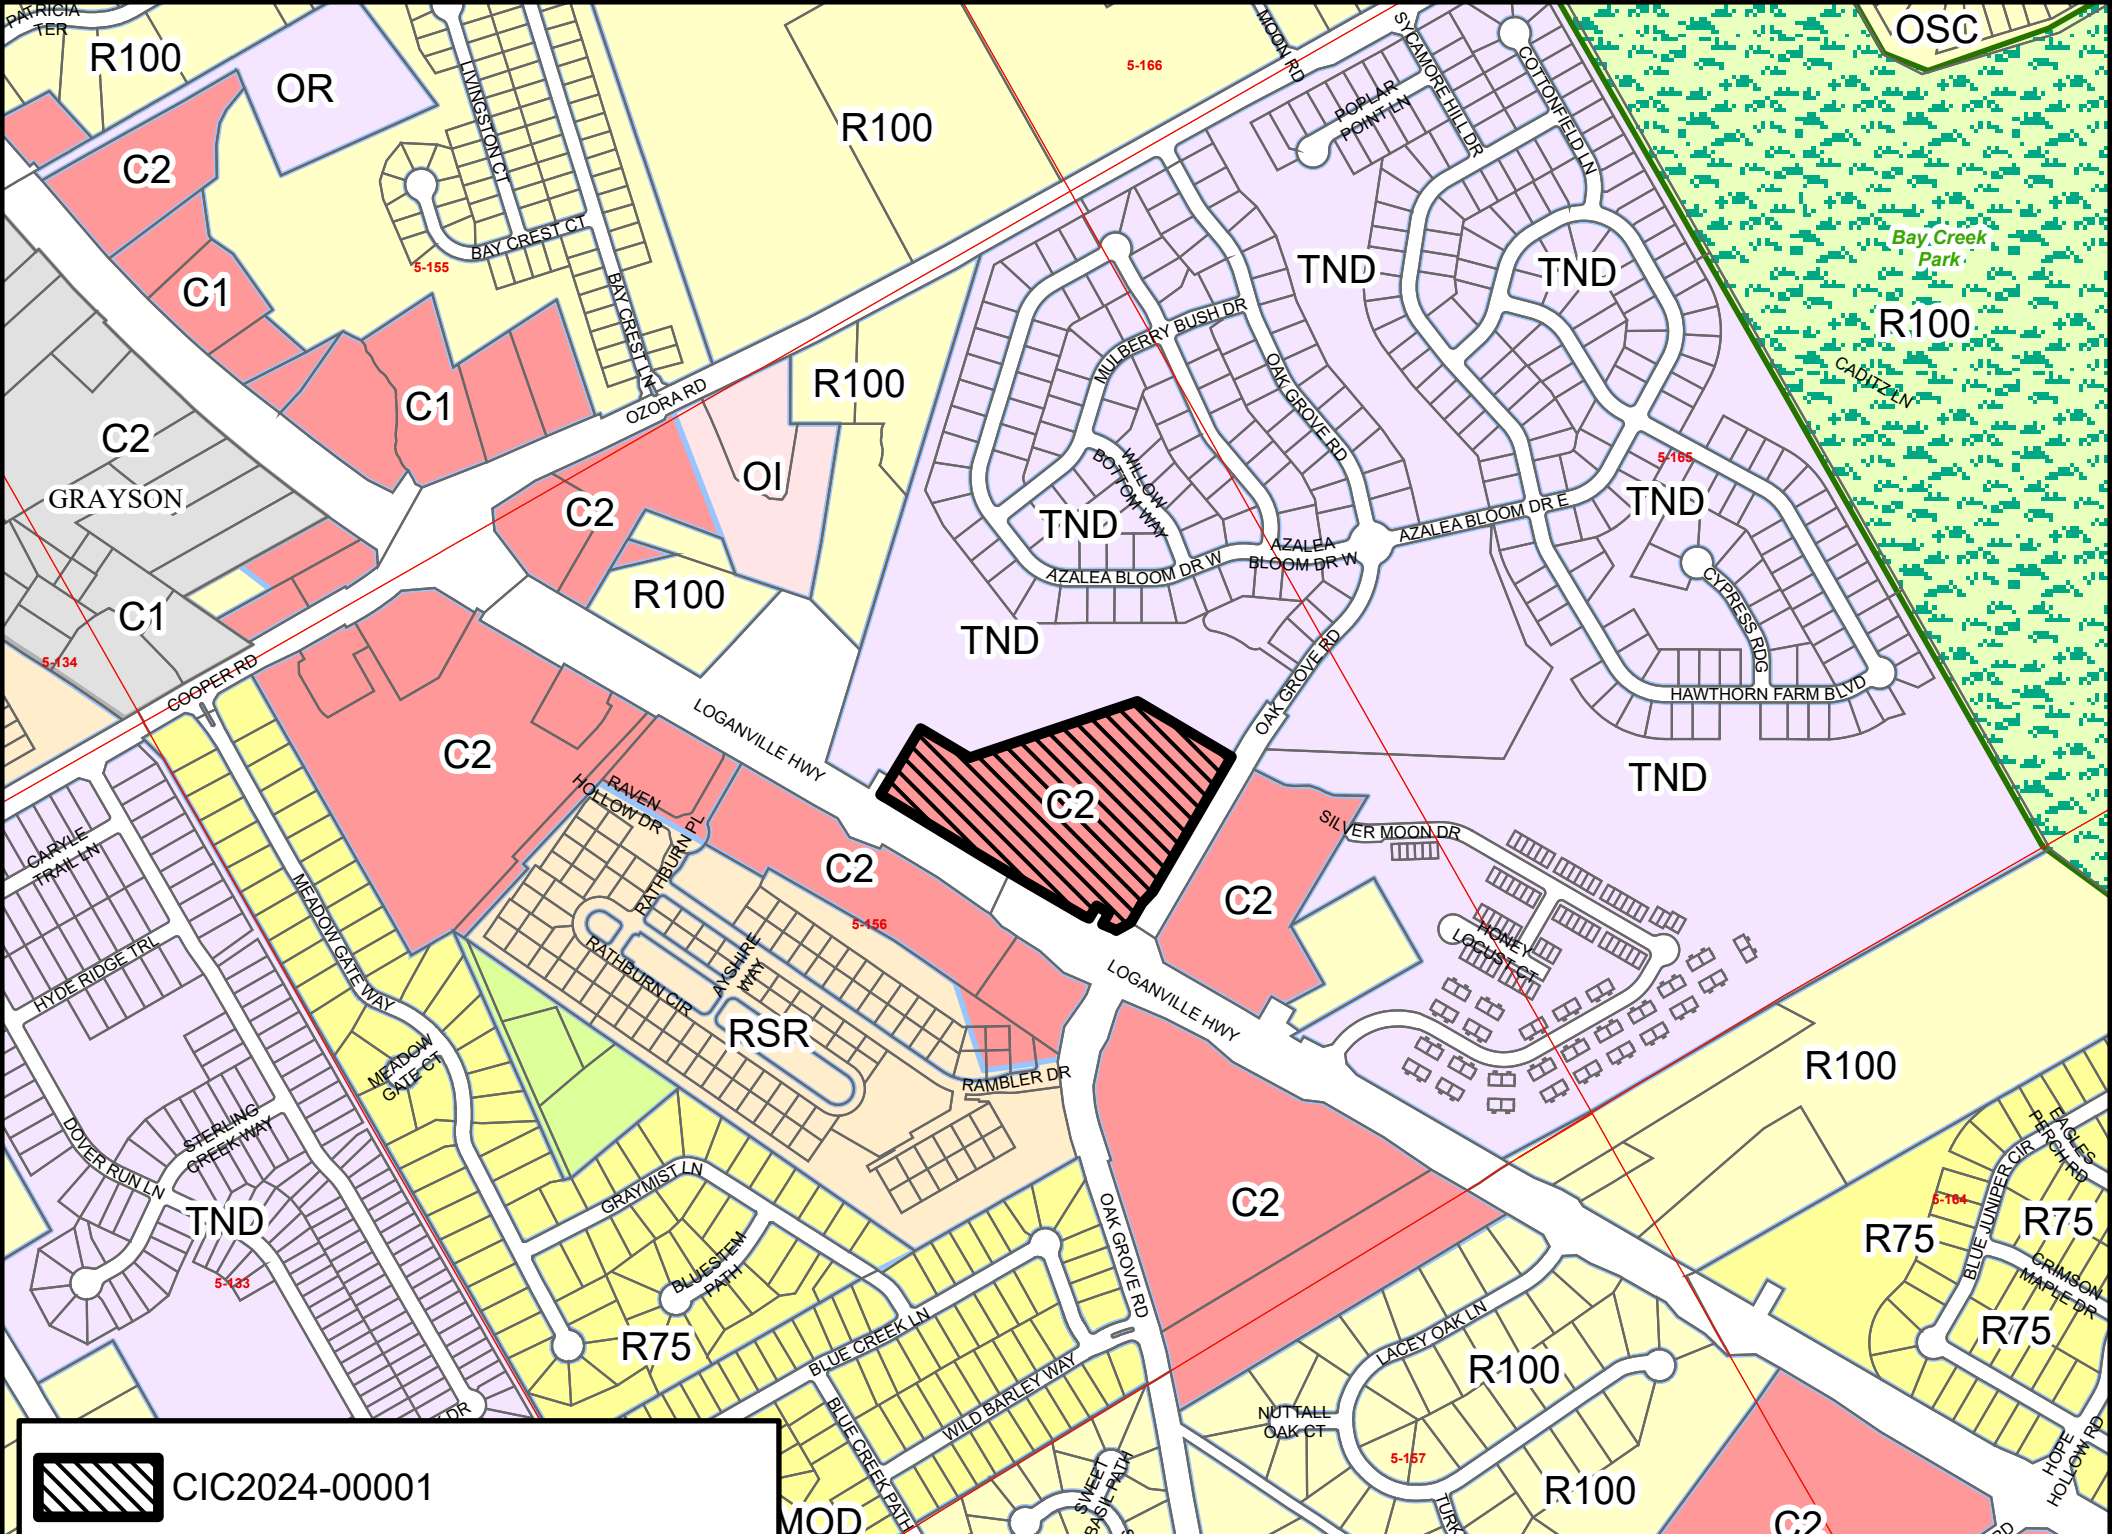 PATRICIA
TER
R100
OR
C2
LIVINGSTON CT
BAY CREST CT
5-155
C1
BAY CREST LN
C1
C2
GRAYSON
C1
5-134
COOPER RD
OZORA RD
R100
5-166
MOON RD
SYCAMORE HILL DR
COTTONFIELD LN
POPLAR
POINT LN
OSC
Bay Creek
Park
R100
CADITZ LN
TND
TND
MULBERRY BUSH DR
OAK GROVE RD
R100
OI
C2
R100
WILLOW
BOTTOM WAY
TND
AZALEA BLOOM DR W
AZALEA
BLOOM DR W
AZALEA BLOOM DR E
5-165
TND
CYPRESS RDG
HAWTHORN FARM BLVD
TND
OAK GROVE RD
TND
LOGANVILLE HWY
C2
C2
RAVEN
HOLLOW DR
RATHBURN PL
C2
5-156
C2
SILVER MOON DR
HONEY
LOCUST CT
LOGANVILLE HWY
CARYLE
TRAIL LN
HYDE RIDGE TRL
MEADOW GATE WAY
MEADOW
GATE CT
RATHBURN CIR
AYSHIRE
WAY
RSR
RAMBLER DR
STERLING
CREEK WAY
DOVER RUN LN
TND
5-133
GRAYMIST LN
BLUESTEM
PATH
R75
BLUE CREEK LN
OAK GROVE RD
WILD BARLEY WAY
BLUE CREEK PATH
C2
R100
EAGLES
PERCH RD
5-164
BLUE JUNIPER CIR
R75
R75
CRIMSON
MAPLE DR
R75
HOPE
HOLLOW RD
LACEY OAK LN
R100
NUTTALL
OAK CT
5-157
R100
TURK
SWEET
BASIL PATH
C2
RD
DR
MOD
CIC2024-00001